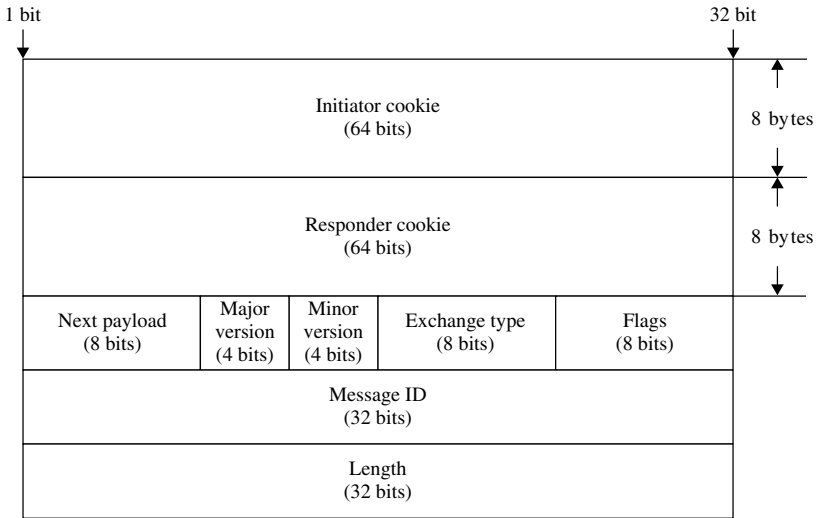 1 bit
32 bit
Initiator cookie
(64 bits)
8 bytes
Responder cookie
(64 bits)
8 bytes
Next payload
(8 bits)
Major
version
(4 bits)
Minor
version
(4 bits)
Exchange type
(8 bits)
Flags
(8 bits)
Message ID
(32 bits)
Length
(32 bits)